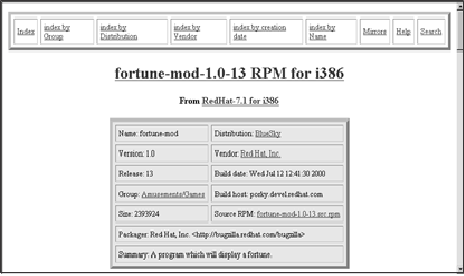 Index index by Group index by Distribution index by Vendor index by creation date index by Name Mirrors Help Search
fortune-mod-1.0-13 RPM for i386
From RedHat-7.1 for i386
Name: fortune-mod Distribution: BlueSky
Version: 1.0 Vendor: Red Hat, Inc.
Release: 13 Build date: Wed Jul 12 12:41:30 2000
Group: Amusements/Games Build host: porky.devel.redhat.com
Size: 2393924 Source RPM: fortune-mod-1.0-13.src.rpm
Packager: Red Hat, Inc. <http://bugzilla.redhat.com/bugzilla>
Summary: A program which will display a fortune.